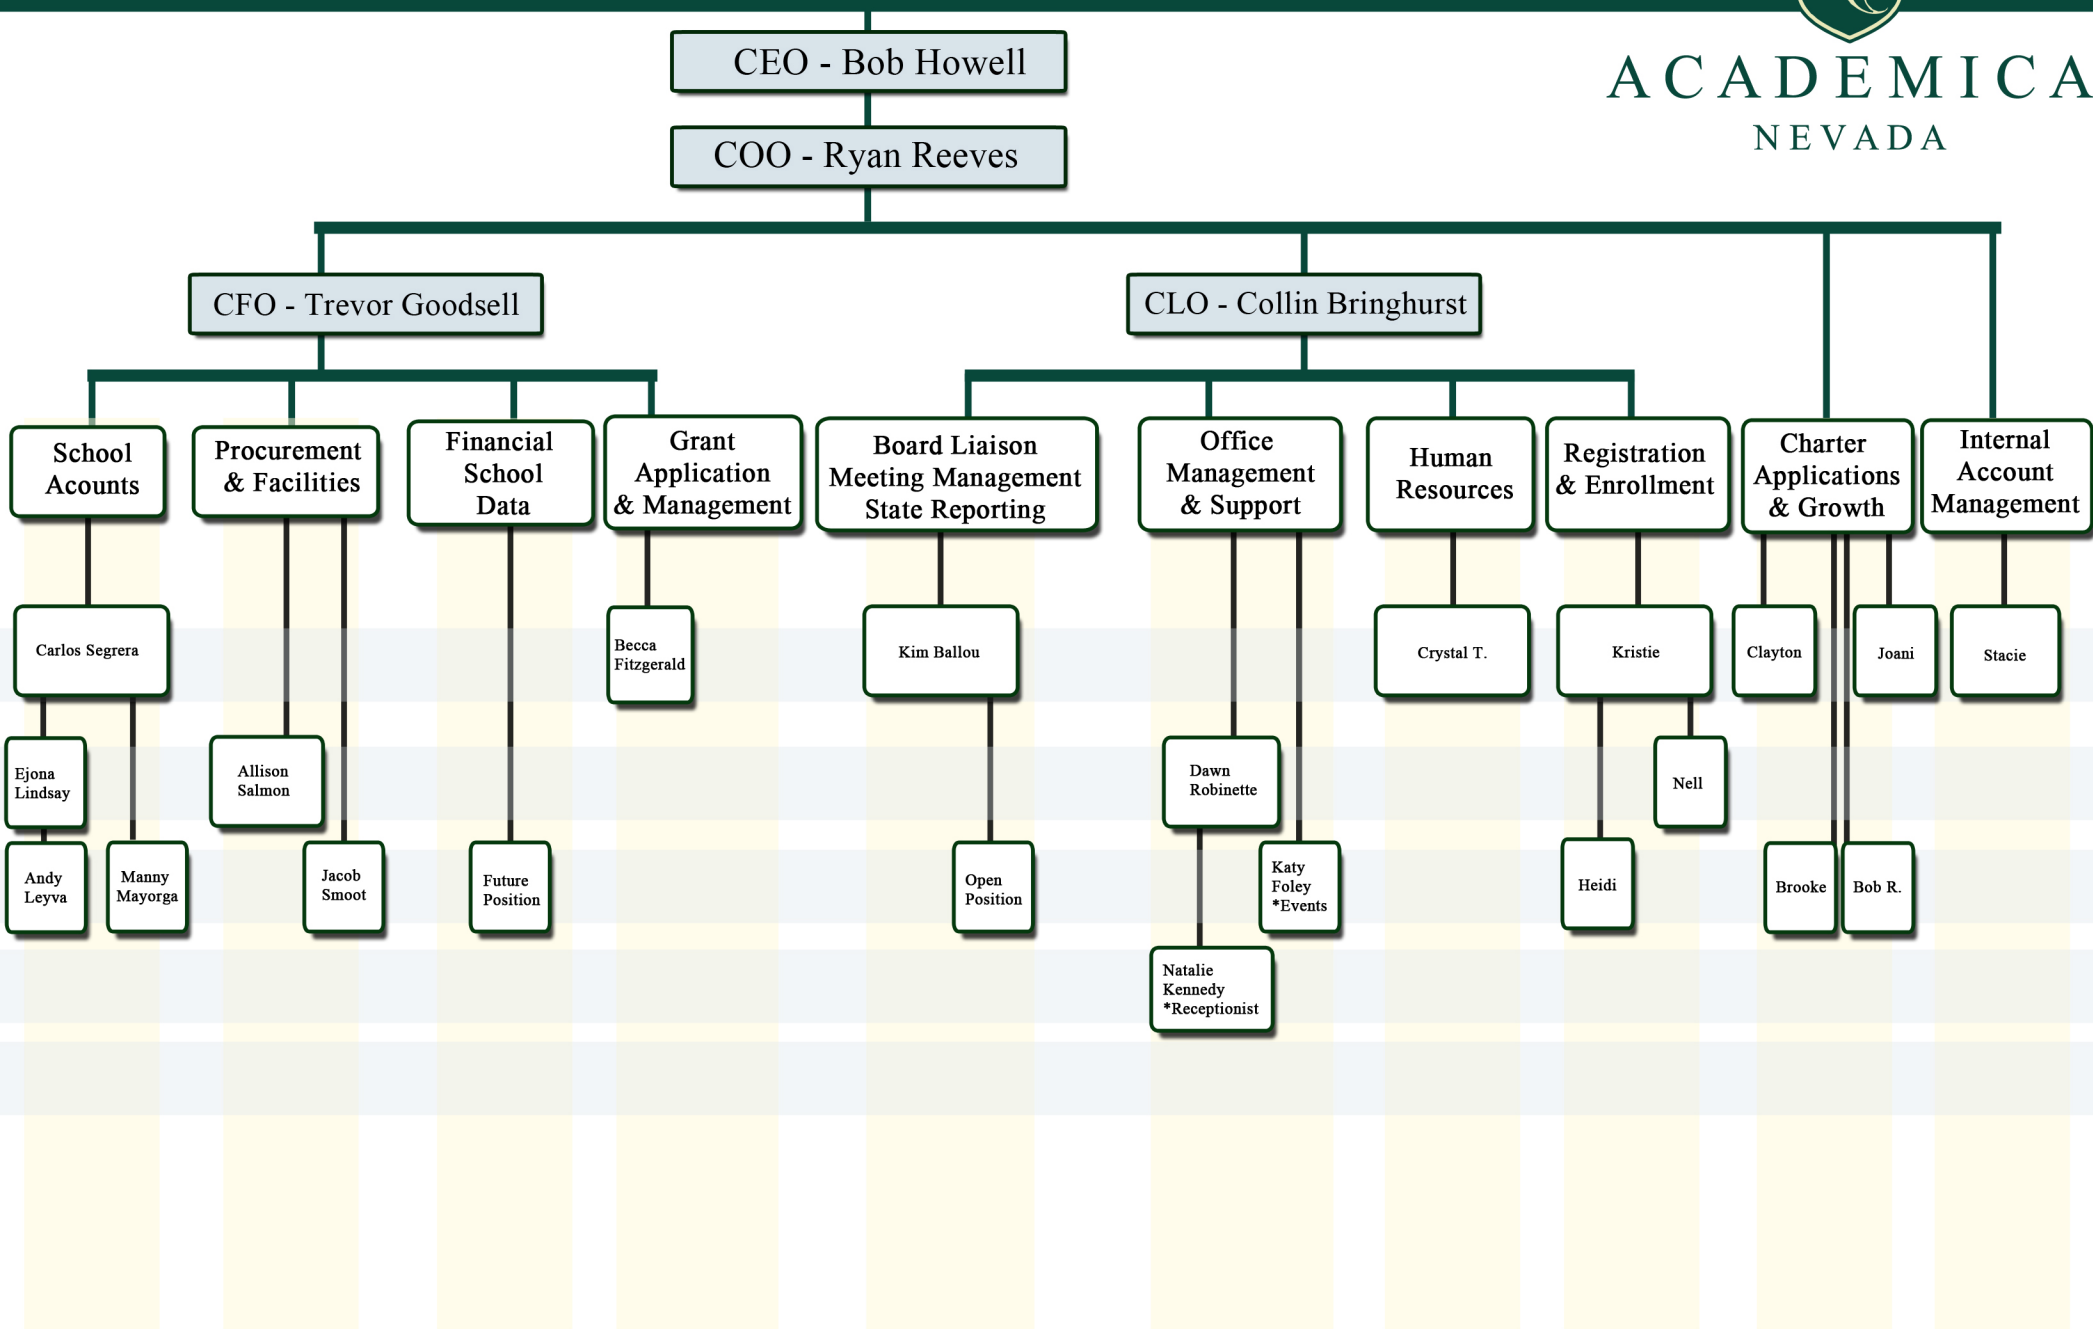 CEO - Bob Howell
ACADEMICA
NEVADA
COO - Ryan Reeves
CFO - Trevor Goodsell
CLO - Collin Bringhurst
School
Acounts
Procurement
& Facilities
Financial
School
Data
Grant
Application
& Management
Board Liaison
Meeting Management
State Reporting
Office
Management
& Support
Human
Resources
Registration
& Enrollment
Charter
Applications
& Growth
Internal
Account
Management
Carlos Segrera
Becca
Fitzgerald
Kim Ballou
Crystal T.
Kristie
Clayton
Joani
Stacie
Ejona
Lindsay
Allison
Salmon
Dawn
Robinette
Nell
Andy
Leyva
Manny
Mayorga
Jacob
Smoot
Future
Position
Open
Position
Katy
Foley
*Events
Heidi
Brooke
Bob R.
Natalie
Kennedy
*Receptionist